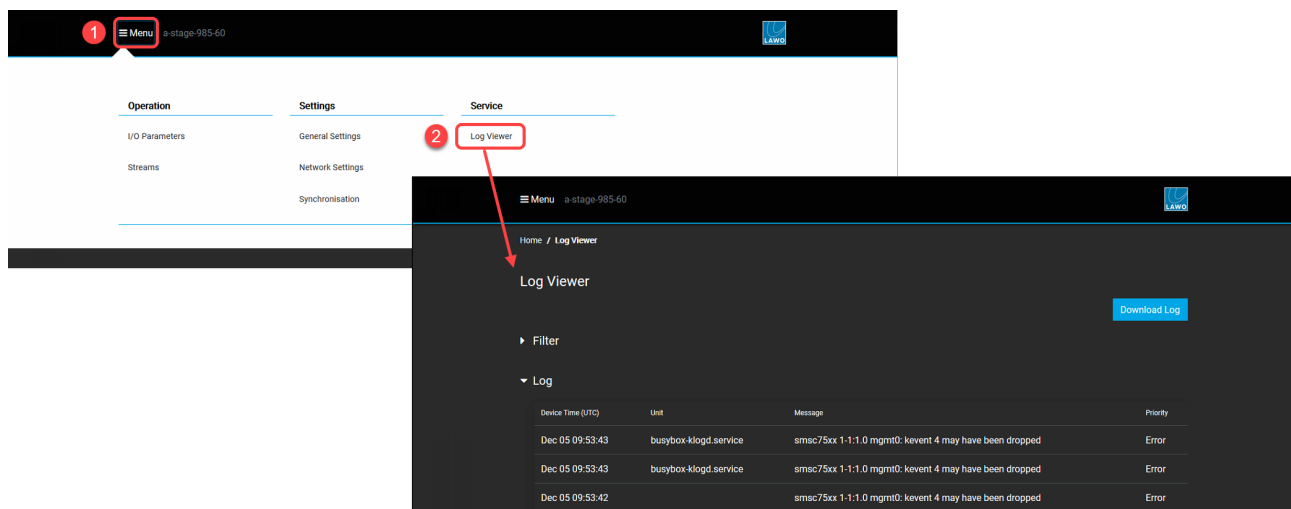 1
Menu a-stage-985-60
LAWO
Operation Settings Service
I/O Parameters General Settings 2 Log Viewer
Streams Network Settings
Synchronisation
Menu a-stage-985-60
LAWO
Home / Log Viewer
Log Viewer
Download Log
Filter
Log
Device Time (UTC) Unit Message Priority
Dec 05 09:53:43 busybox-klogd.service smsc75xx 1-1:1.0 mgmt0: kevent 4 may have been dropped Error
Dec 05 09:53:43 busybox-klogd.service smsc75xx 1-1:1.0 mgmt0: kevent 4 may have been dropped Error
Dec 05 09:53:42 smsc75xx 1-1:1.0 mgmt0: kevent 4 may have been dropped Error